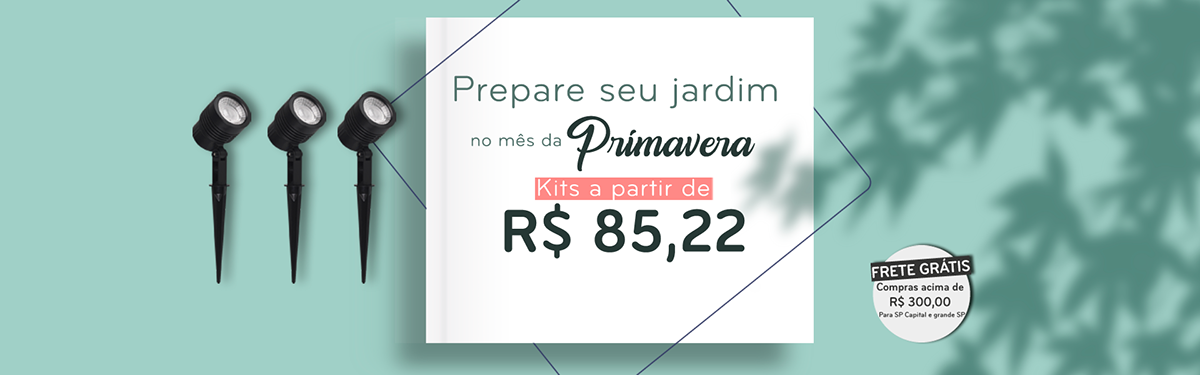 Prepare seu jardim
no mês da Primavera
Kits a partir de
R$ 85,22
FRETE GRÁTIS
Compras acima de
R$ 300,00
Para SP Capital e grande SP